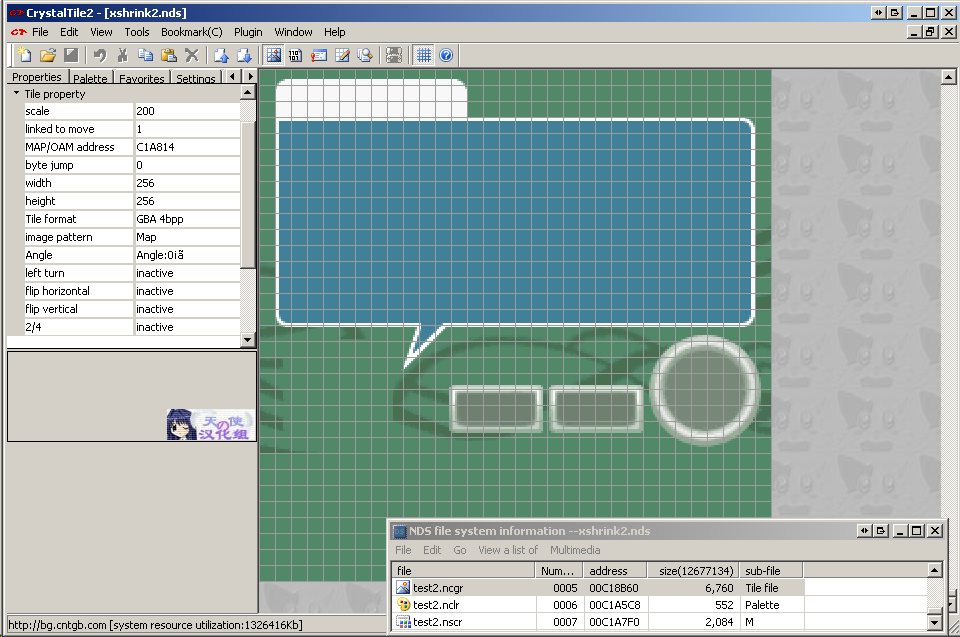 CrystalTile2 - [xshrink2.nds]
File Edit View Tools Bookmark(C) Plugin Window Help
Properties Palette Favorites Settings
Tile property
scale 200
linked to move 1
MAP/OAM address C1A814
byte jump 0
width 256
height 256
Tile format GBA 4bpp
image pattern Map
Angle Angle:0iã
left turn inactive
flip horizontal inactive
flip vertical inactive
2/4 inactive
天使
の
汉化组
NDS file system information --xshrink2.nds
File Edit Go View a list of Multimedia
file Num... address size(12677134) sub-file
test2.ncgr 0005 00C18B60 6,760 Tile file
test2.nclr 0006 00C1A5C8 552 Palette
test2.nscr 0007 00C1A7F0 2,084 M
http://bg.cntgb.com [system resource utilization:1326416Kb]